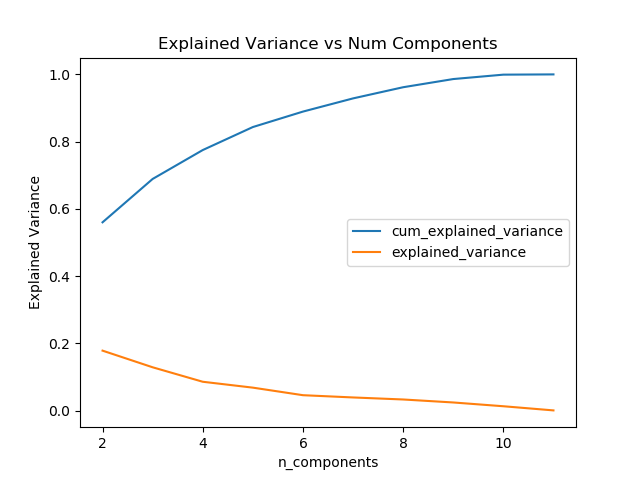 Explained Variance vs Num Components
1.0
0.8
0.6
0.4
0.2
0.0
Explained Variance
cum_explained_variance
explained_variance
2 4 6 8 10
n_components